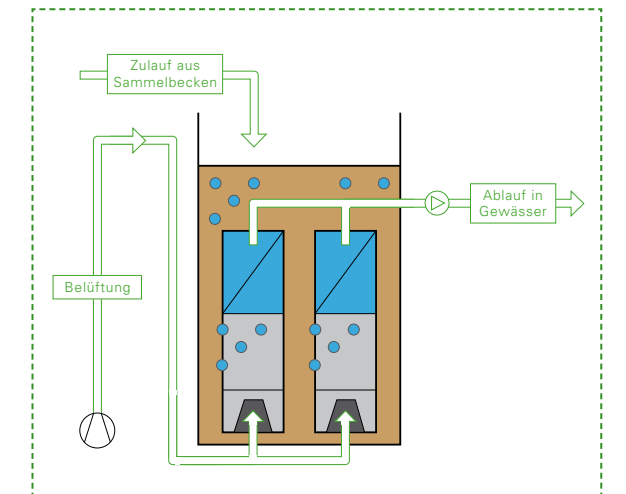 Zulauf aus
Sammelbecken
Ablauf in
Gewässer
Belüftung